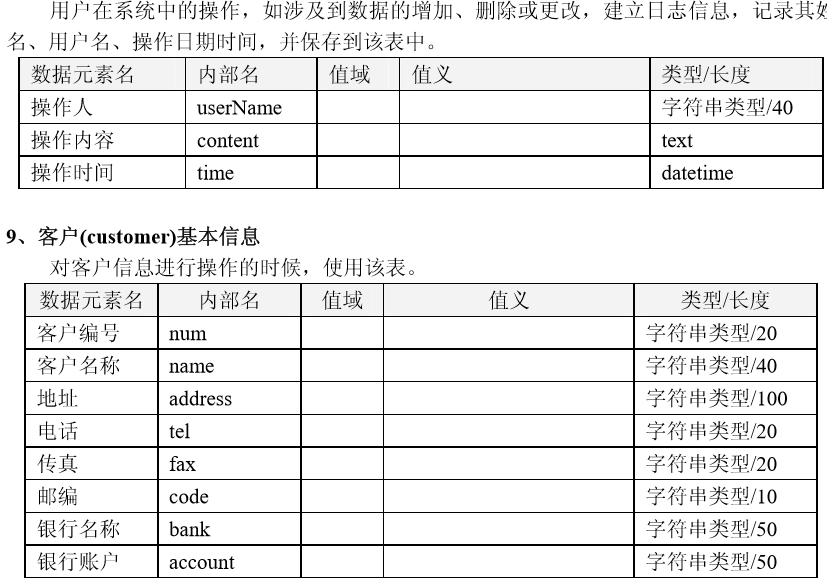 用户在系统中的操作，如涉及到数据的增加、删除或更改，建立日志信息，记录其姓
名、用户名、操作日期时间，并保存到该表中。
数据元素名 内部名 值域 值义 类型/长度
操作人 userName 字符串类型/40
操作内容 content text
操作时间 time datetime
9、客户(customer)基本信息
对客户信息进行操作的时候，使用该表。
数据元素名 内部名 值域 值义 类型/长度
客户编号 num 字符串类型/20
客户名称 name 字符串类型/40
地址 address 字符串类型/100
电话 tel 字符串类型/20
传真 fax 字符串类型/20
邮编 code 字符串类型/10
银行名称 bank 字符串类型/50
银行账户 account 字符串类型/50